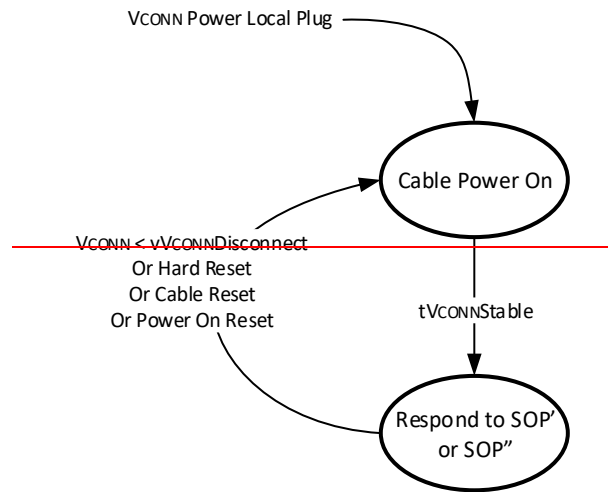 VCONN Power Local Plug
Cable Power On
VCONN < vVCONNDisconnect
Or Hard Reset
Or Cable Reset
Or Power On Reset
tVCONNStable
Respond to SOP’
or SOP”